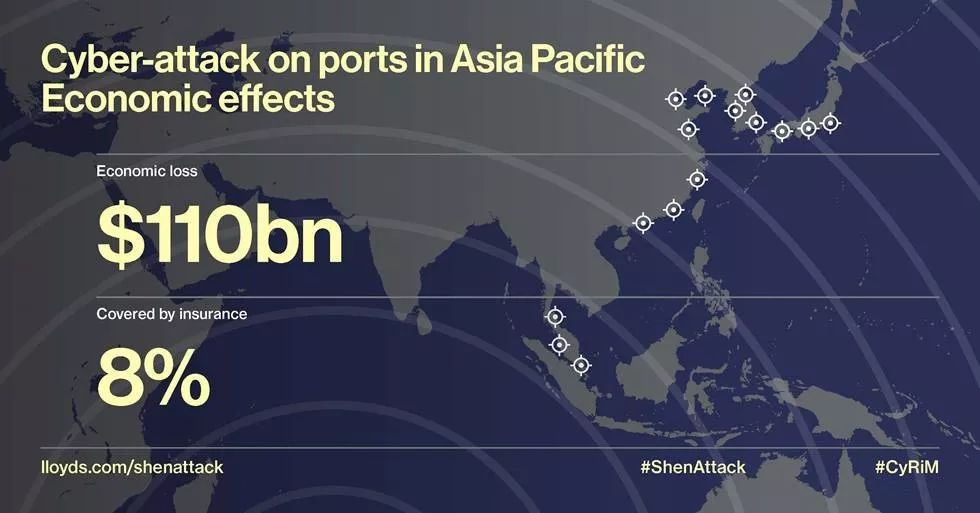 Cyber-attack on ports in Asia Pacific
Economic effects
Economic loss
$110bn
Covered by insurance
8%
lloyds.com/shenattack
#ShenAttack
#CyRiM